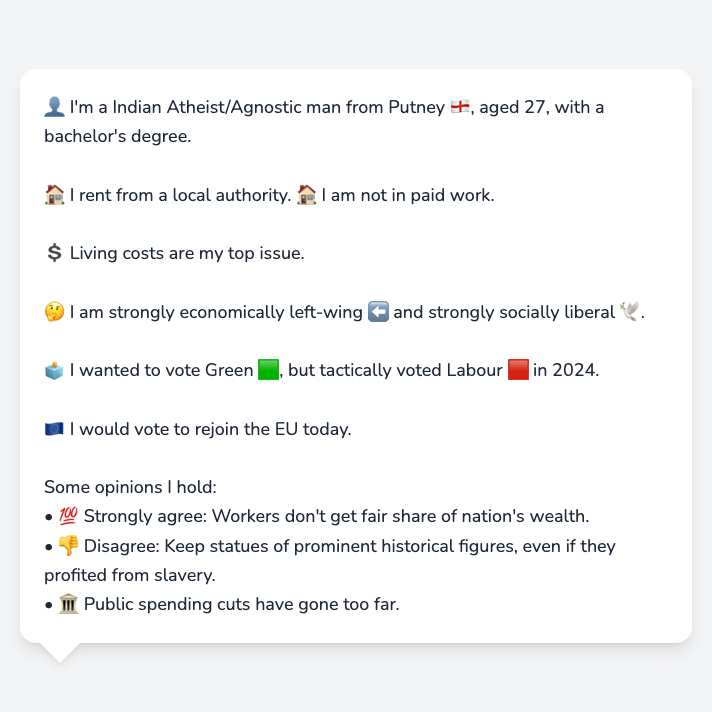 👤 I'm a Indian Atheist/Agnostic man from Putney 🏴󠁧󠁢󠁥󠁮󠁧󠁿, aged 27, with a
bachelor's degree.
🏠 I rent from a local authority. 🏠 I am not in paid work.
💲 Living costs are my top issue.
🤔 I am strongly economically left-wing ⬅️ and strongly socially liberal 🕊️.
🗳️ I wanted to vote Green 🟩, but tactically voted Labour 🟥 in 2024.
🇪🇺 I would vote to rejoin the EU today.
Some opinions I hold:
• 💯 Strongly agree: Workers don't get fair share of nation's wealth.
• 👎 Disagree: Keep statues of prominent historical figures, even if they
profited from slavery.
• 🏛️ Public spending cuts have gone too far.